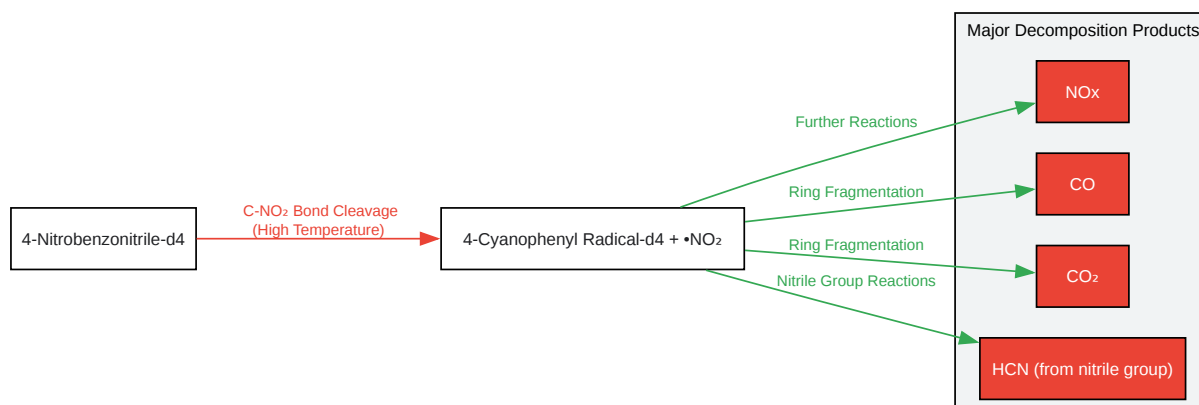 Major Decomposition Products
NOx
Further Reactions
CO
Ring Fragmentation
C-NO₂ Bond Cleavage
(High Temperature)
4-Nitrobenzonitrile-d4
4-Cyanophenyl Radical-d4 + •NO₂
Ring Fragmentation
CO₂
Nitrile Group Reactions
HCN (from nitrile group)